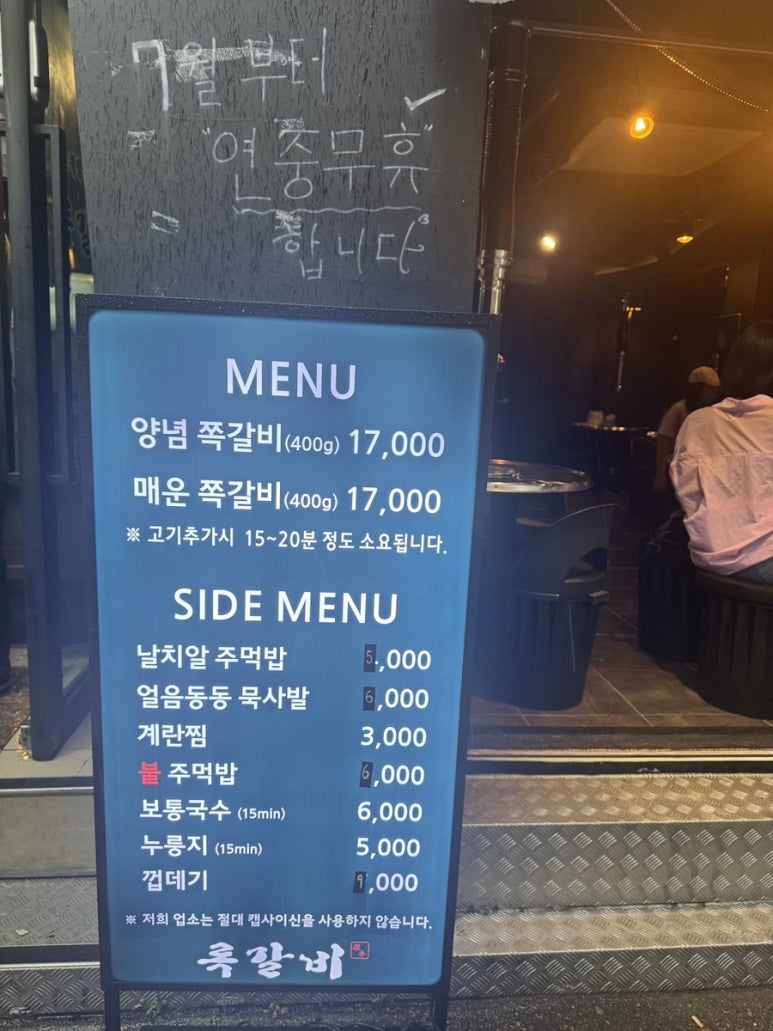 7월 부터
"연중무휴"
합니다
MENU
양념 쪽갈비(400g) 17,000
매운 쪽갈비(400g) 17,000
※ 고기추가시 15~20분 정도 소요됩니다.
SIDE MENU
날치알 주먹밥 5,000
얼음동동 묵사발 6,000
계란찜 3,000
불 주먹밥 6,000
보통국수 (15min) 6,000
누룽지 (15min) 5,000
껍데기 9,000
※ 저희 업소는 절대 캡사이신을 사용하지 않습니다.
록갈비